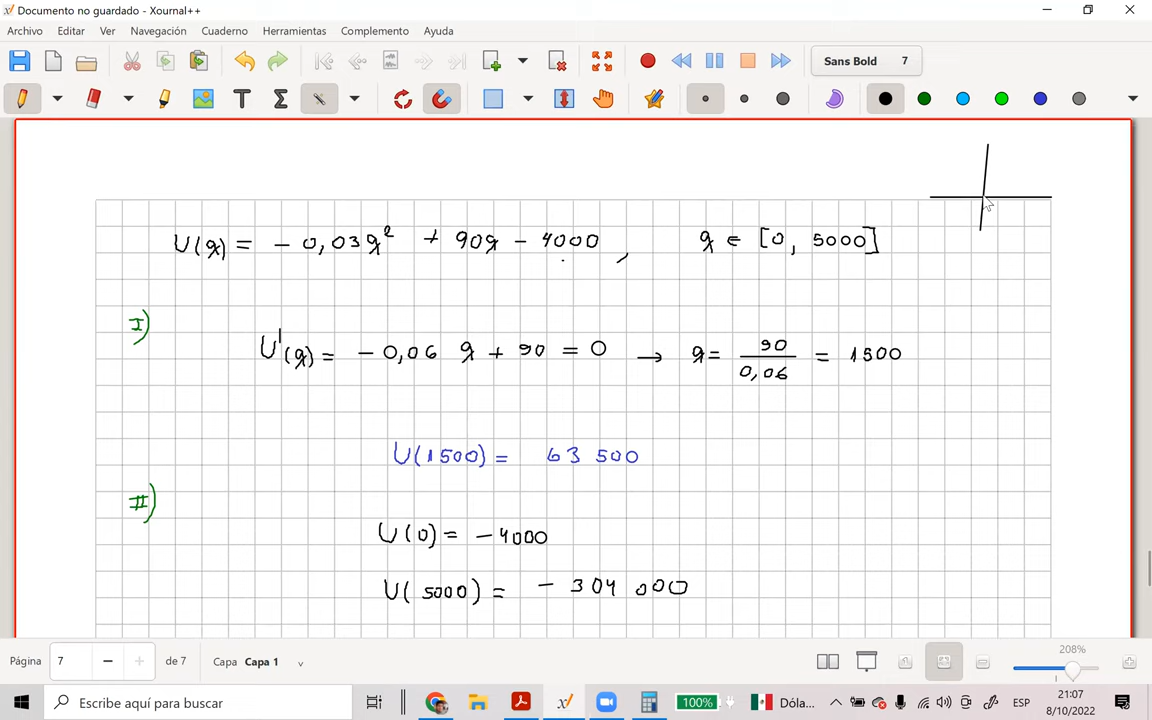 Documento no guardado - Xournal++
Archivo Editar Ver Navegación Cuaderno Herramientas Complemento Ayuda
Sans Bold 7
U(q) = - 0,03q² + 90q - 4000, q ∈ [0, 5000]
I)
U'(q) = - 0,06 q + 90 = 0 → q = 90/0,06 = 1500
U(1500) = 63 500
II)
U(0) = - 4000
U(5000) = - 304 000
Página 7 de 7 Capa Capa 1 208%
Escribe aquí para buscar 100% Dóla... ESP 21:07
8/10/2022